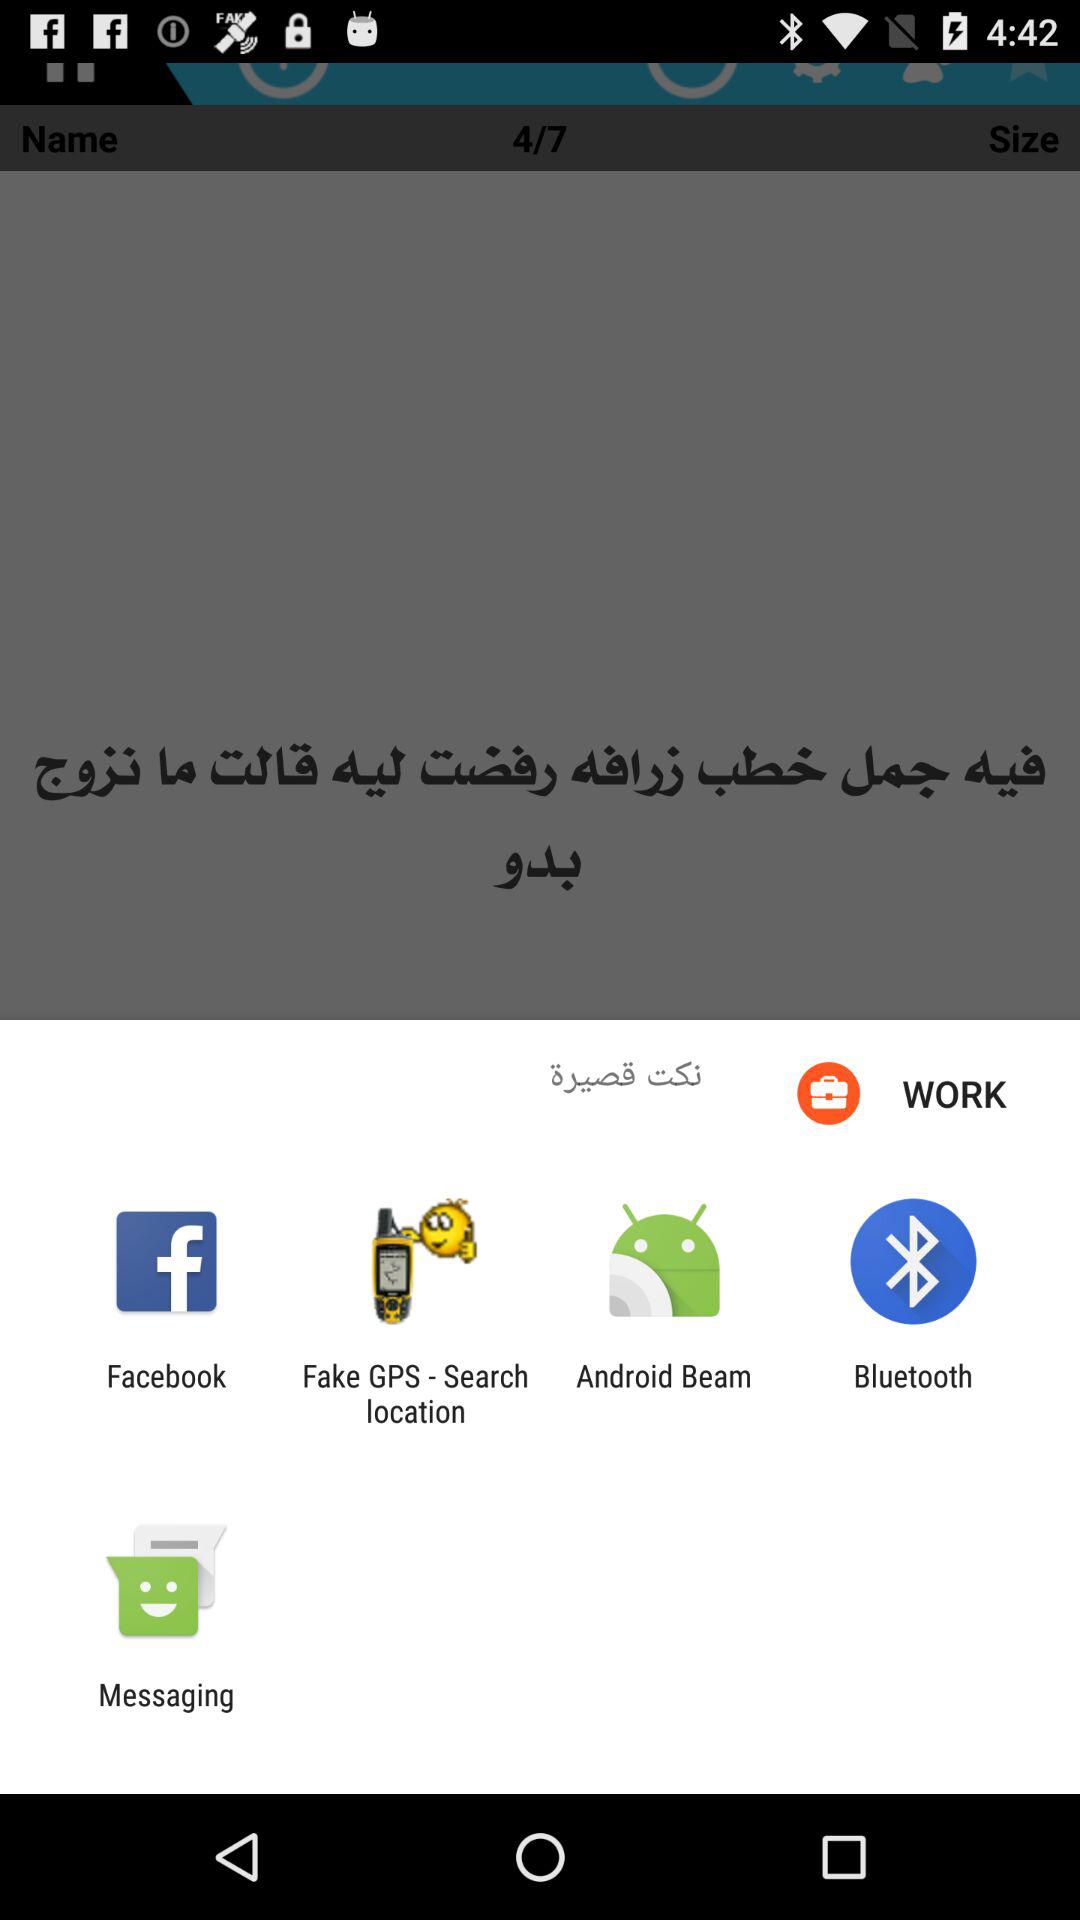 FAKE
4:42
Name 4/7 Size
فيه جمل خطب زرافه رفضت ليه قالت ما نزوج
بدو
نكت قصيرة
WORK
Facebook
Fake GPS - Search
location
Android Beam
Bluetooth
Messaging